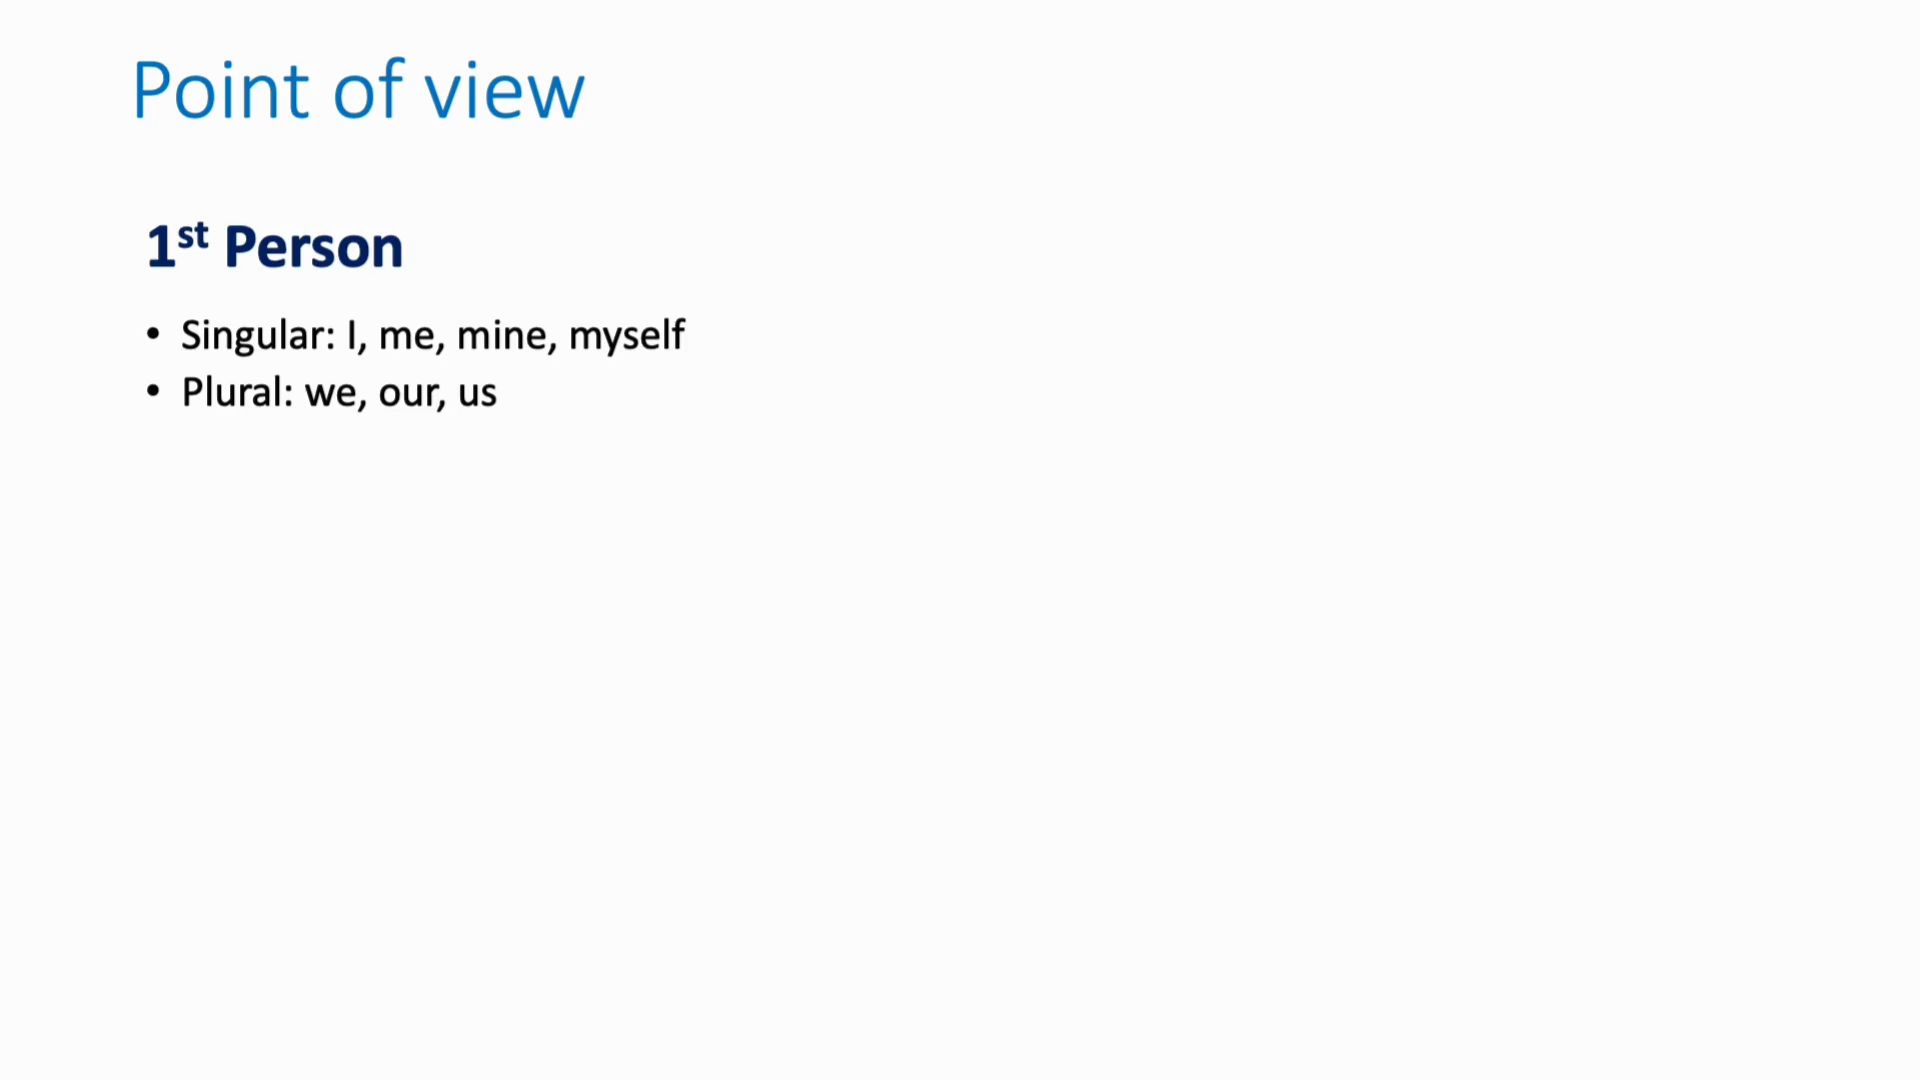 Point of view
1st Person
• Singular: I, me, mine, myself
• Plural: we, our, us